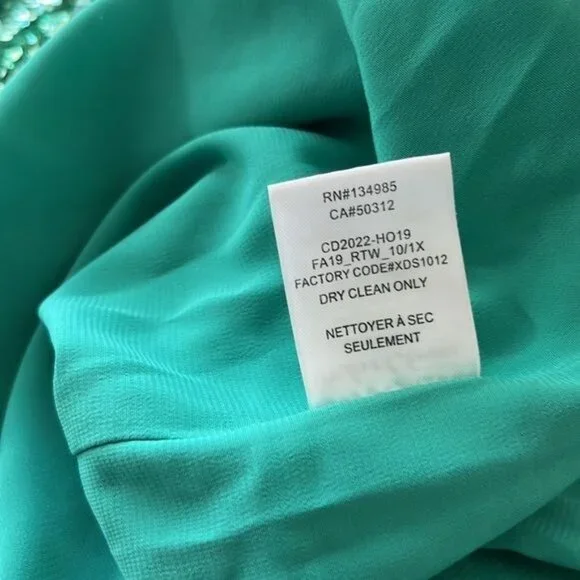 RN#134985
CA#50312
CD2022-HO19
FA19_RTW_10/1X
FACTORY CODE#XDS1012
DRY CLEAN ONLY
NETTOYER À SEC
SEULEMENT